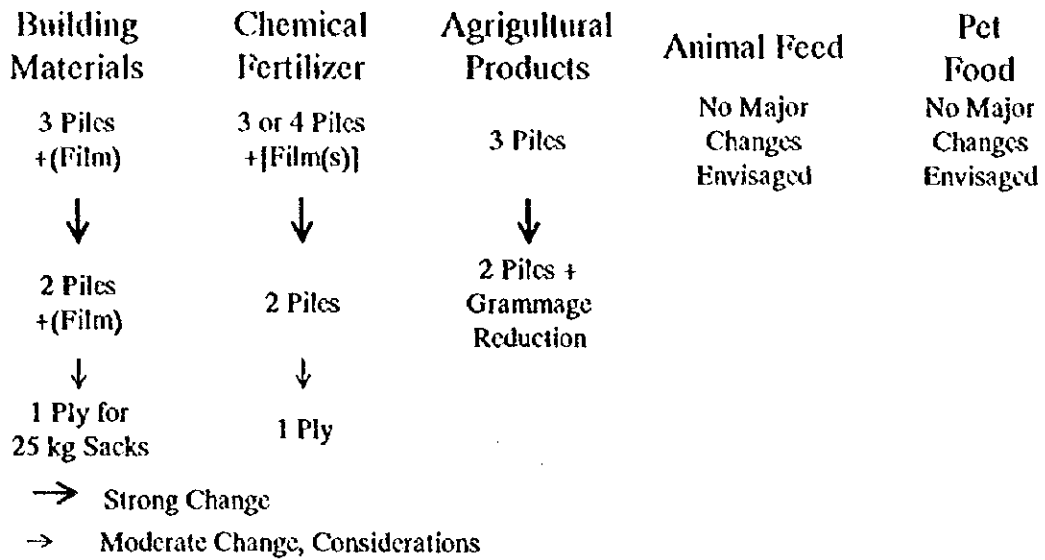 Building
Materials
3 Piles
+(Film)
2 Piles
+(Film)
1 Ply for
25 kg Sacks
Chemical
Fertilizer
3 or 4 Piles
+[Film(s)]
2 Piles
1 Ply
Agrigultural
Products
3 Piles
2 Piles +
Grammage
Reduction
Animal Feed
No Major
Changes
Envisaged
Pet
Food
No Major
Changes
Envisaged
Strong Change
Moderate Change, Considerations